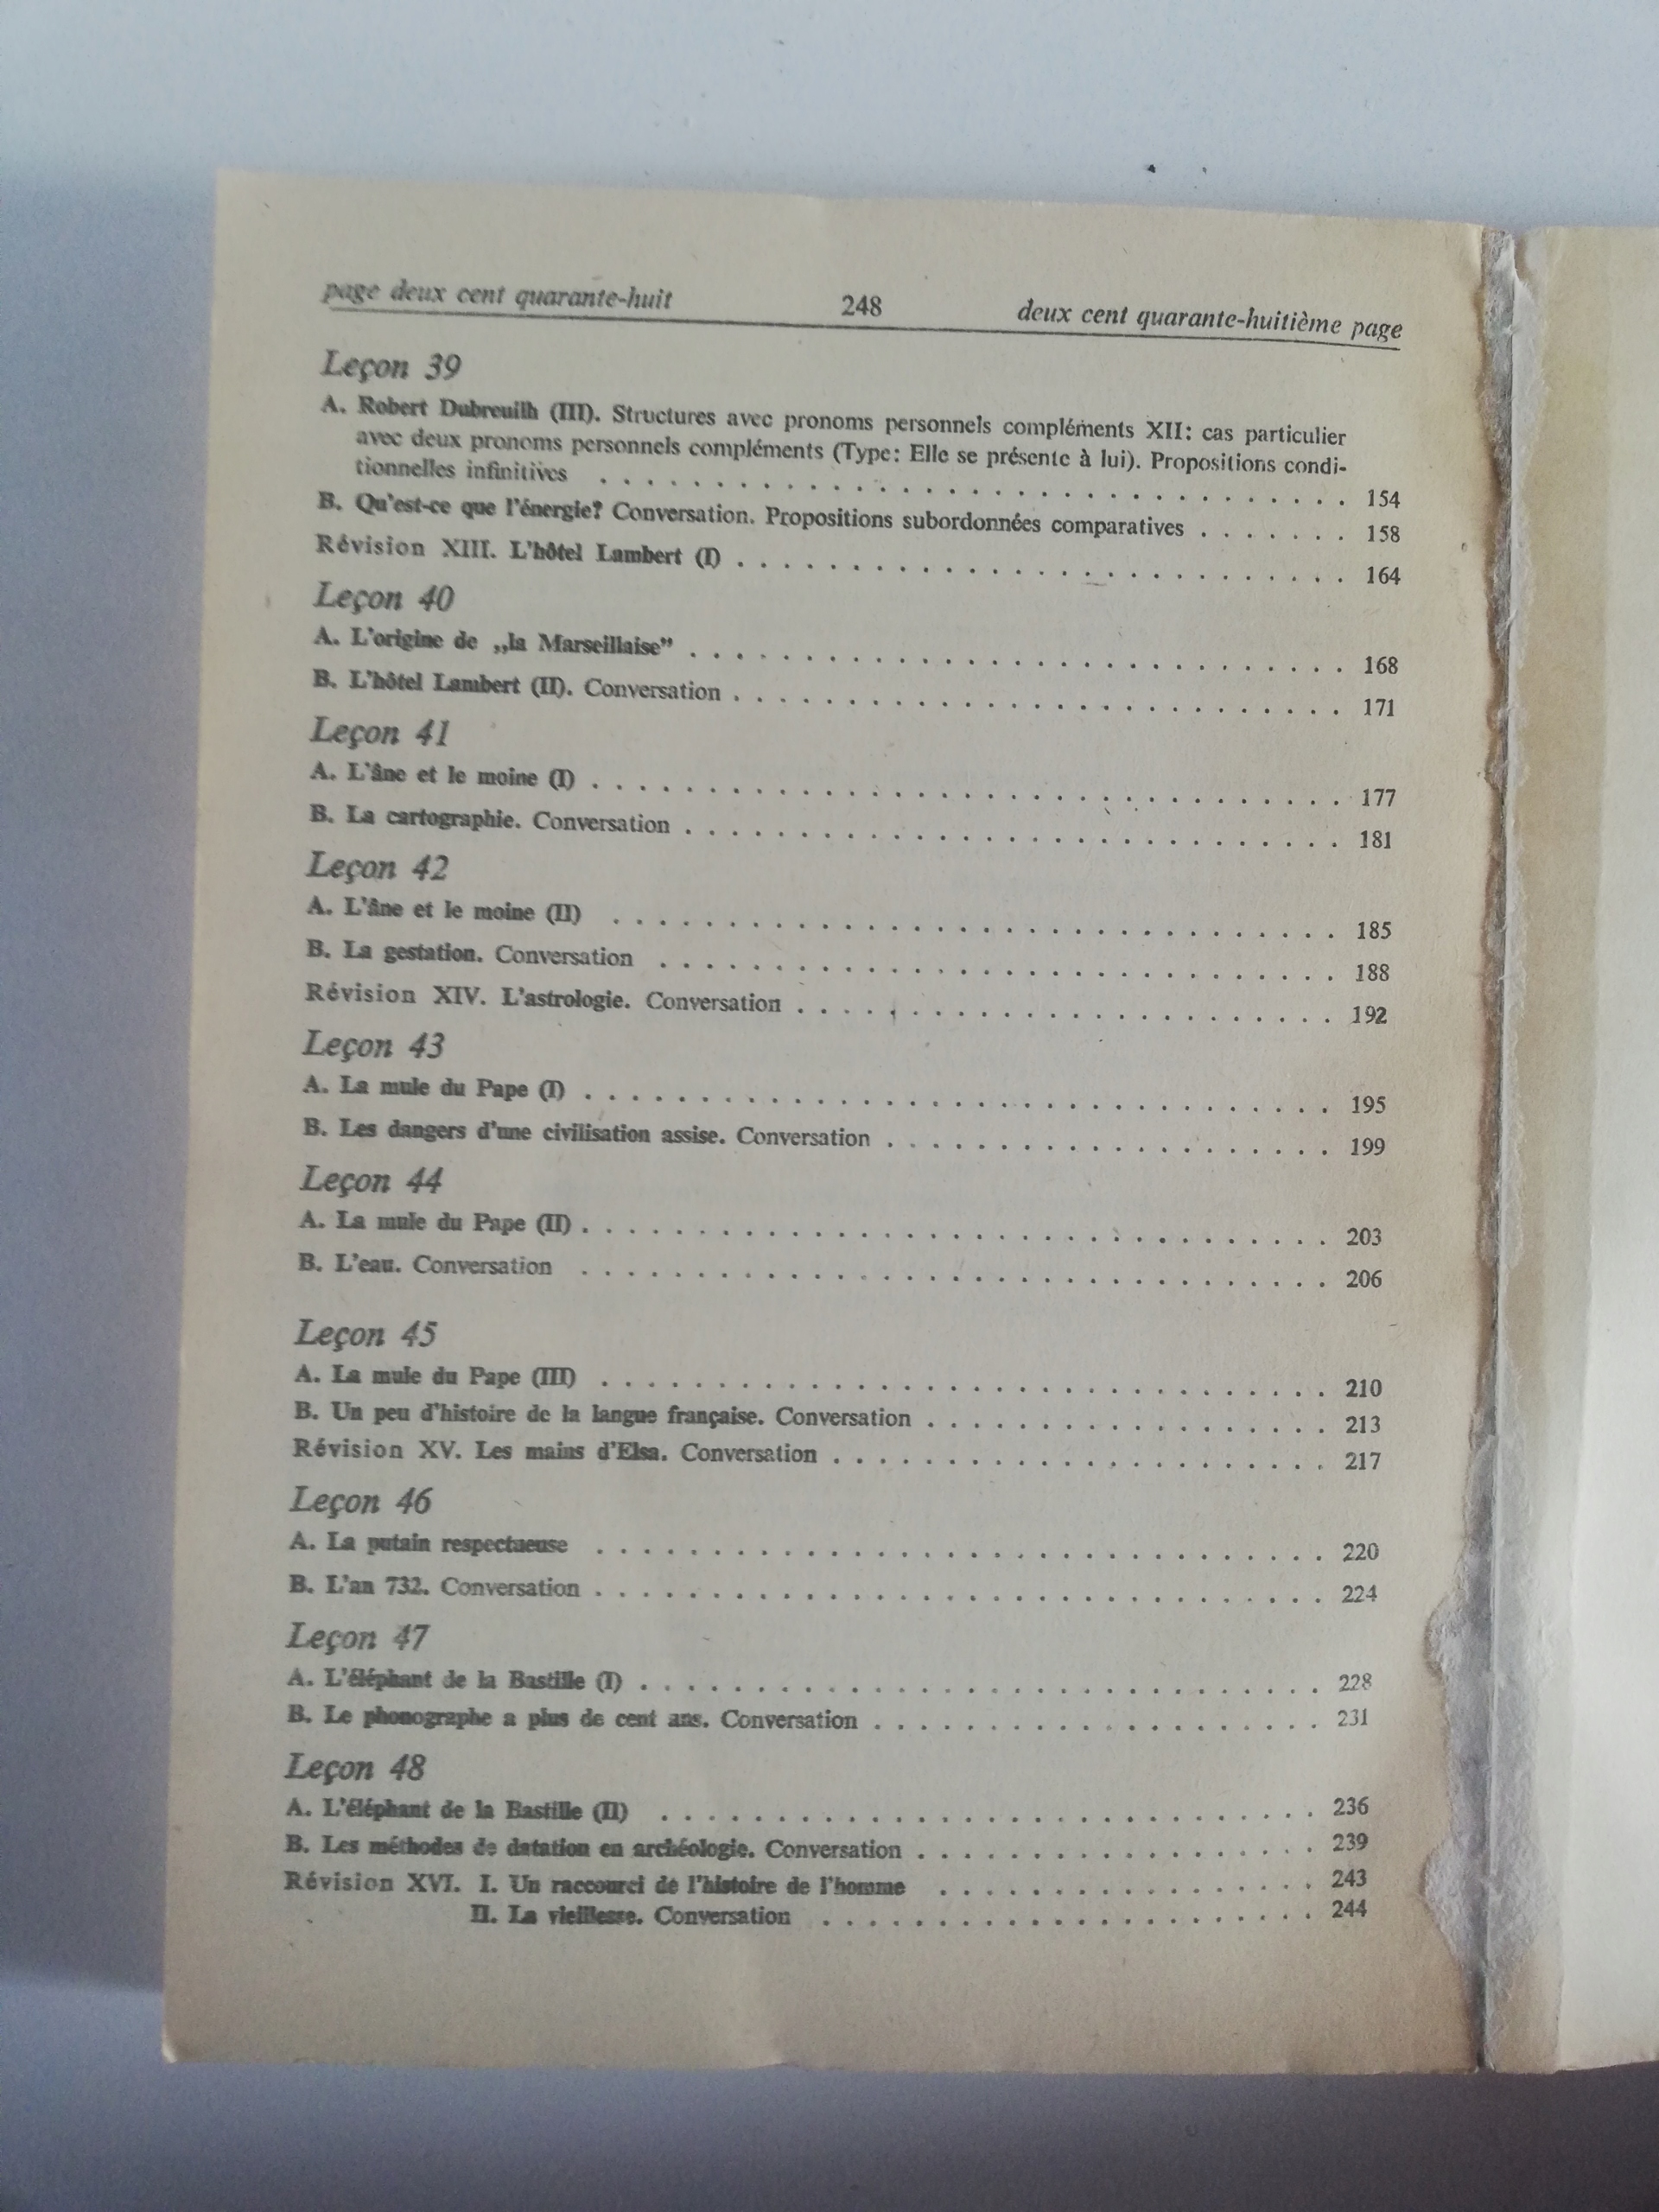 page deux cent quarante-huit 248 deux cent quarante-huitième page
Leçon 39
A. Robert Dubreuilh (III). Structures avec pronoms personnels compléments XII: cas particulier
avec deux pronoms personnels compléments (Type: Elle se présente à lui). Propositions condi-
tionnelles infinitives . . . . . . . . . . . . . . . . . . . . . . . . . . . . 154
B. Qu'est-ce que l'énergie? Conversation. Propositions subordonnées comparatives . . . . . . . 158
Révision XIII. L'hôtel Lambert (I) . . . . . . . . . . . . . . . . . . . . . . . . . . . 164
Leçon 40
A. L'origine de „la Marseillaise” . . . . . . . . . . . . . . . . . . . . . . . . . . . . . 168
B. L'hôtel Lambert (II). Conversation . . . . . . . . . . . . . . . . . . . . . . . . . . . 171
Leçon 41
A. L'âne et le moine (I) . . . . . . . . . . . . . . . . . . . . . . . . . . . . . . . . . 177
B. La cartographie. Conversation . . . . . . . . . . . . . . . . . . . . . . . . . . . . . 181
Leçon 42
A. L'âne et le moine (II) . . . . . . . . . . . . . . . . . . . . . . . . . . . . . . . . 185
B. La gestation. Conversation . . . . . . . . . . . . . . . . . . . . . . . . . . . . . . 188
Révision XIV. L'astrologie. Conversation . . . . . . . . . . . . . . . . . . . . . . . . 192
Leçon 43
A. La mule du Pape (I) . . . . . . . . . . . . . . . . . . . . . . . . . . . . . . . . . 195
B. Les dangers d'une civilisation assise. Conversation . . . . . . . . . . . . . . . . . . . . 199
Leçon 44
A. La mule du Pape (II) . . . . . . . . . . . . . . . . . . . . . . . . . . . . . . . . . 203
B. L'eau. Conversation . . . . . . . . . . . . . . . . . . . . . . . . . . . . . . . . . 206
Leçon 45
A. La mule du Pape (III) . . . . . . . . . . . . . . . . . . . . . . . . . . . . . . . . 210
B. Un peu d'histoire de la langue française. Conversation . . . . . . . . . . . . . . . . . . 213
Révision XV. Les mains d'Elsa. Conversation . . . . . . . . . . . . . . . . . . . . . . 217
Leçon 46
A. La putain respectueuse . . . . . . . . . . . . . . . . . . . . . . . . . . . . . . . . 220
B. L'an 732. Conversation . . . . . . . . . . . . . . . . . . . . . . . . . . . . . . . . 224
Leçon 47
A. L'éléphant de la Bastille (I) . . . . . . . . . . . . . . . . . . . . . . . . . . . . . . 228
B. Le phonographe a plus de cent ans. Conversation . . . . . . . . . . . . . . . . . . . . 231
Leçon 48
A. L'éléphant de la Bastille (II) . . . . . . . . . . . . . . . . . . . . . . . . . . . . . 236
B. Les méthodes de datation en archéologie. Conversation . . . . . . . . . . . . . . . . . . 239
Révision XVI. I. Un raccourci de l'histoire de l'homme . . . . . . . . . . . . . . . . . 243
II. La vieillesse. Conversation . . . . . . . . . . . . . . . . . . . . . . 244